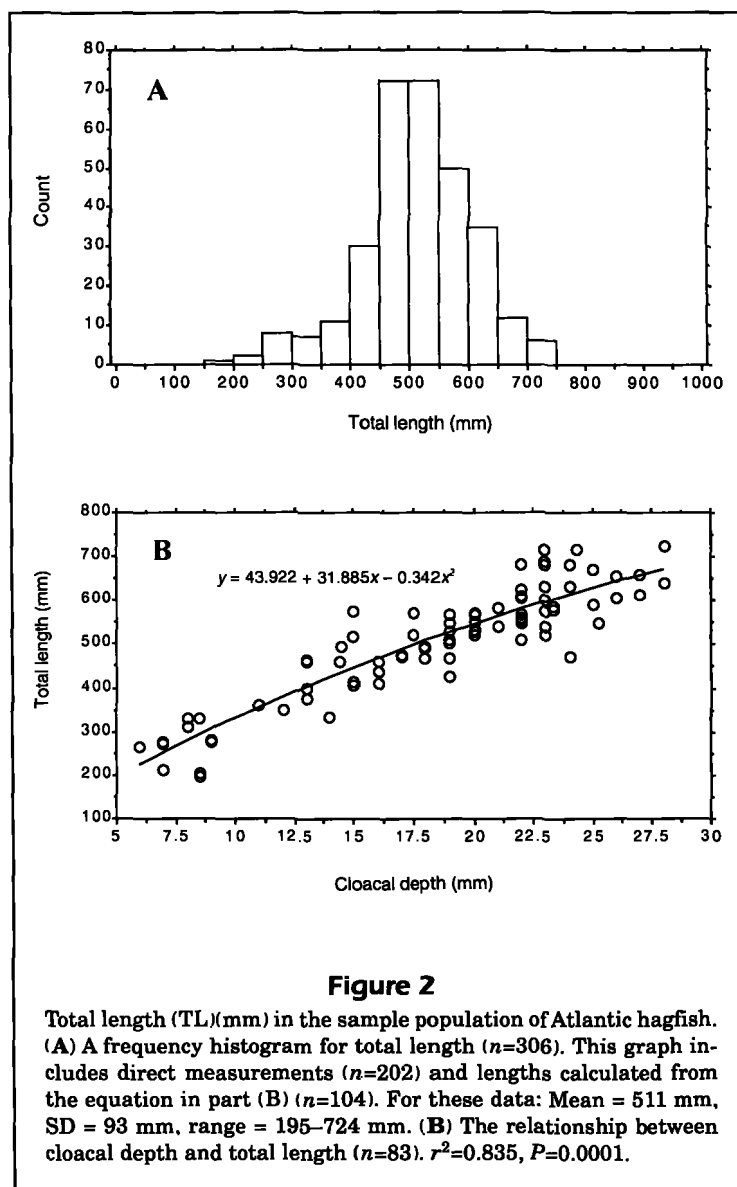 80
70
60
50
40
30
20
10
0
A
Count
0 100 200 300 400 500 600 700 800 900 1000
Total length (mm)
800
700
600
500
400
300
200
100
B
y = 43.922 + 31.885x − 0.342x²
Total length (mm)
5 7.5 10 12.5 15 17.5 20 22.5 25 27.5 30
Cloacal depth (mm)
Figure 2
Total length (TL)(mm) in the sample population of Atlantic hagfish.
(A) A frequency histogram for total length (n=306). This graph in-
cludes direct measurements (n=202) and lengths calculated from
the equation in part (B) (n=104). For these data: Mean = 511 mm,
SD = 93 mm, range = 195–724 mm. (B) The relationship between
cloacal depth and total length (n=83). r²=0.835, P=0.0001.